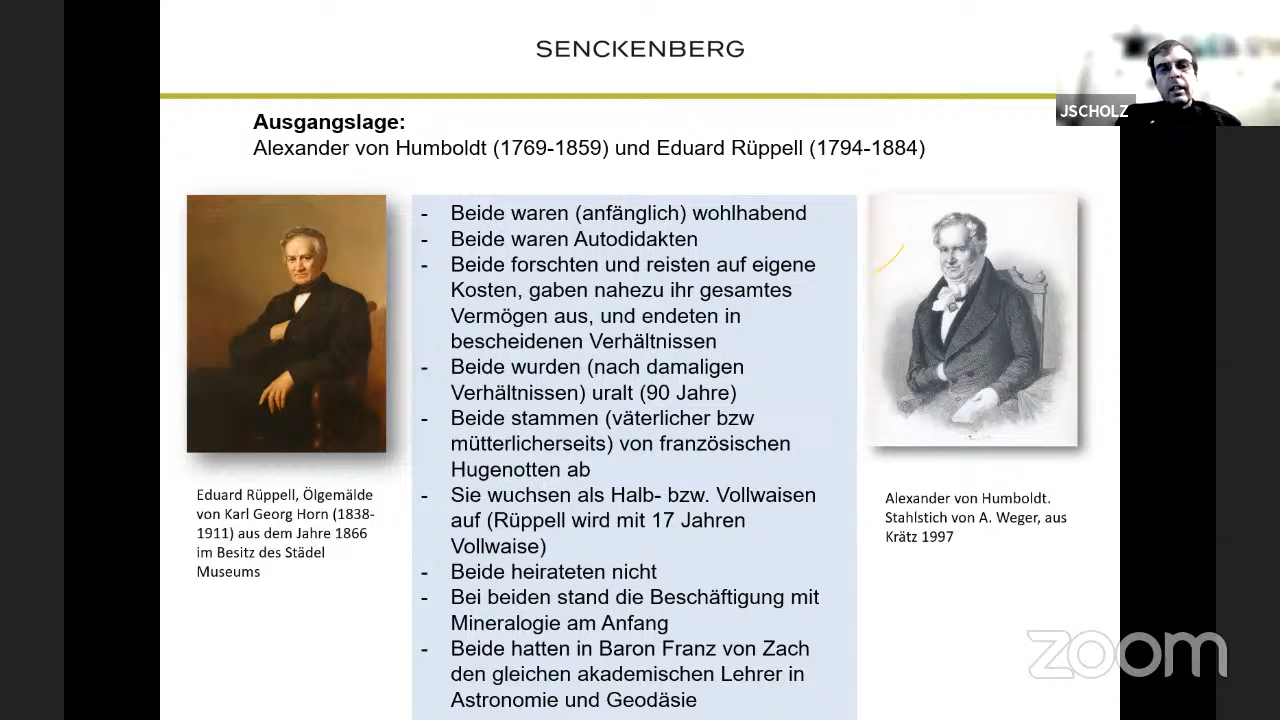 SENCKENBERG
JSCHOLZ
Ausgangslage:
Alexander von Humboldt (1769-1859) und Eduard Rüppell (1794-1884)
- Beide waren (anfänglich) wohlhabend
- Beide waren Autodidakten
- Beide forschten und reisten auf eigene
Kosten, gaben nahezu ihr gesamtes
Vermögen aus, und endeten in
bescheidenen Verhältnissen
- Beide wurden (nach damaligen
Verhältnissen) uralt (90 Jahre)
- Beide stammen (väterlicher bzw
mütterlicherseits) von französischen
Hugenotten ab
- Sie wuchsen als Halb- bzw. Vollwaisen
auf (Rüppell wird mit 17 Jahren
Vollwaise)
- Beide heirateten nicht
- Bei beiden stand die Beschäftigung mit
Mineralogie am Anfang
- Beide hatten in Baron Franz von Zach
den gleichen akademischen Lehrer in
Astronomie und Geodäsie
Eduard Rüppell, Ölgemälde
von Karl Georg Horn (1838-
1911) aus dem Jahre 1866
im Besitz des Städel
Museums
Alexander von Humboldt.
Stahlstich von A. Weger, aus
Krätz 1997
zoom